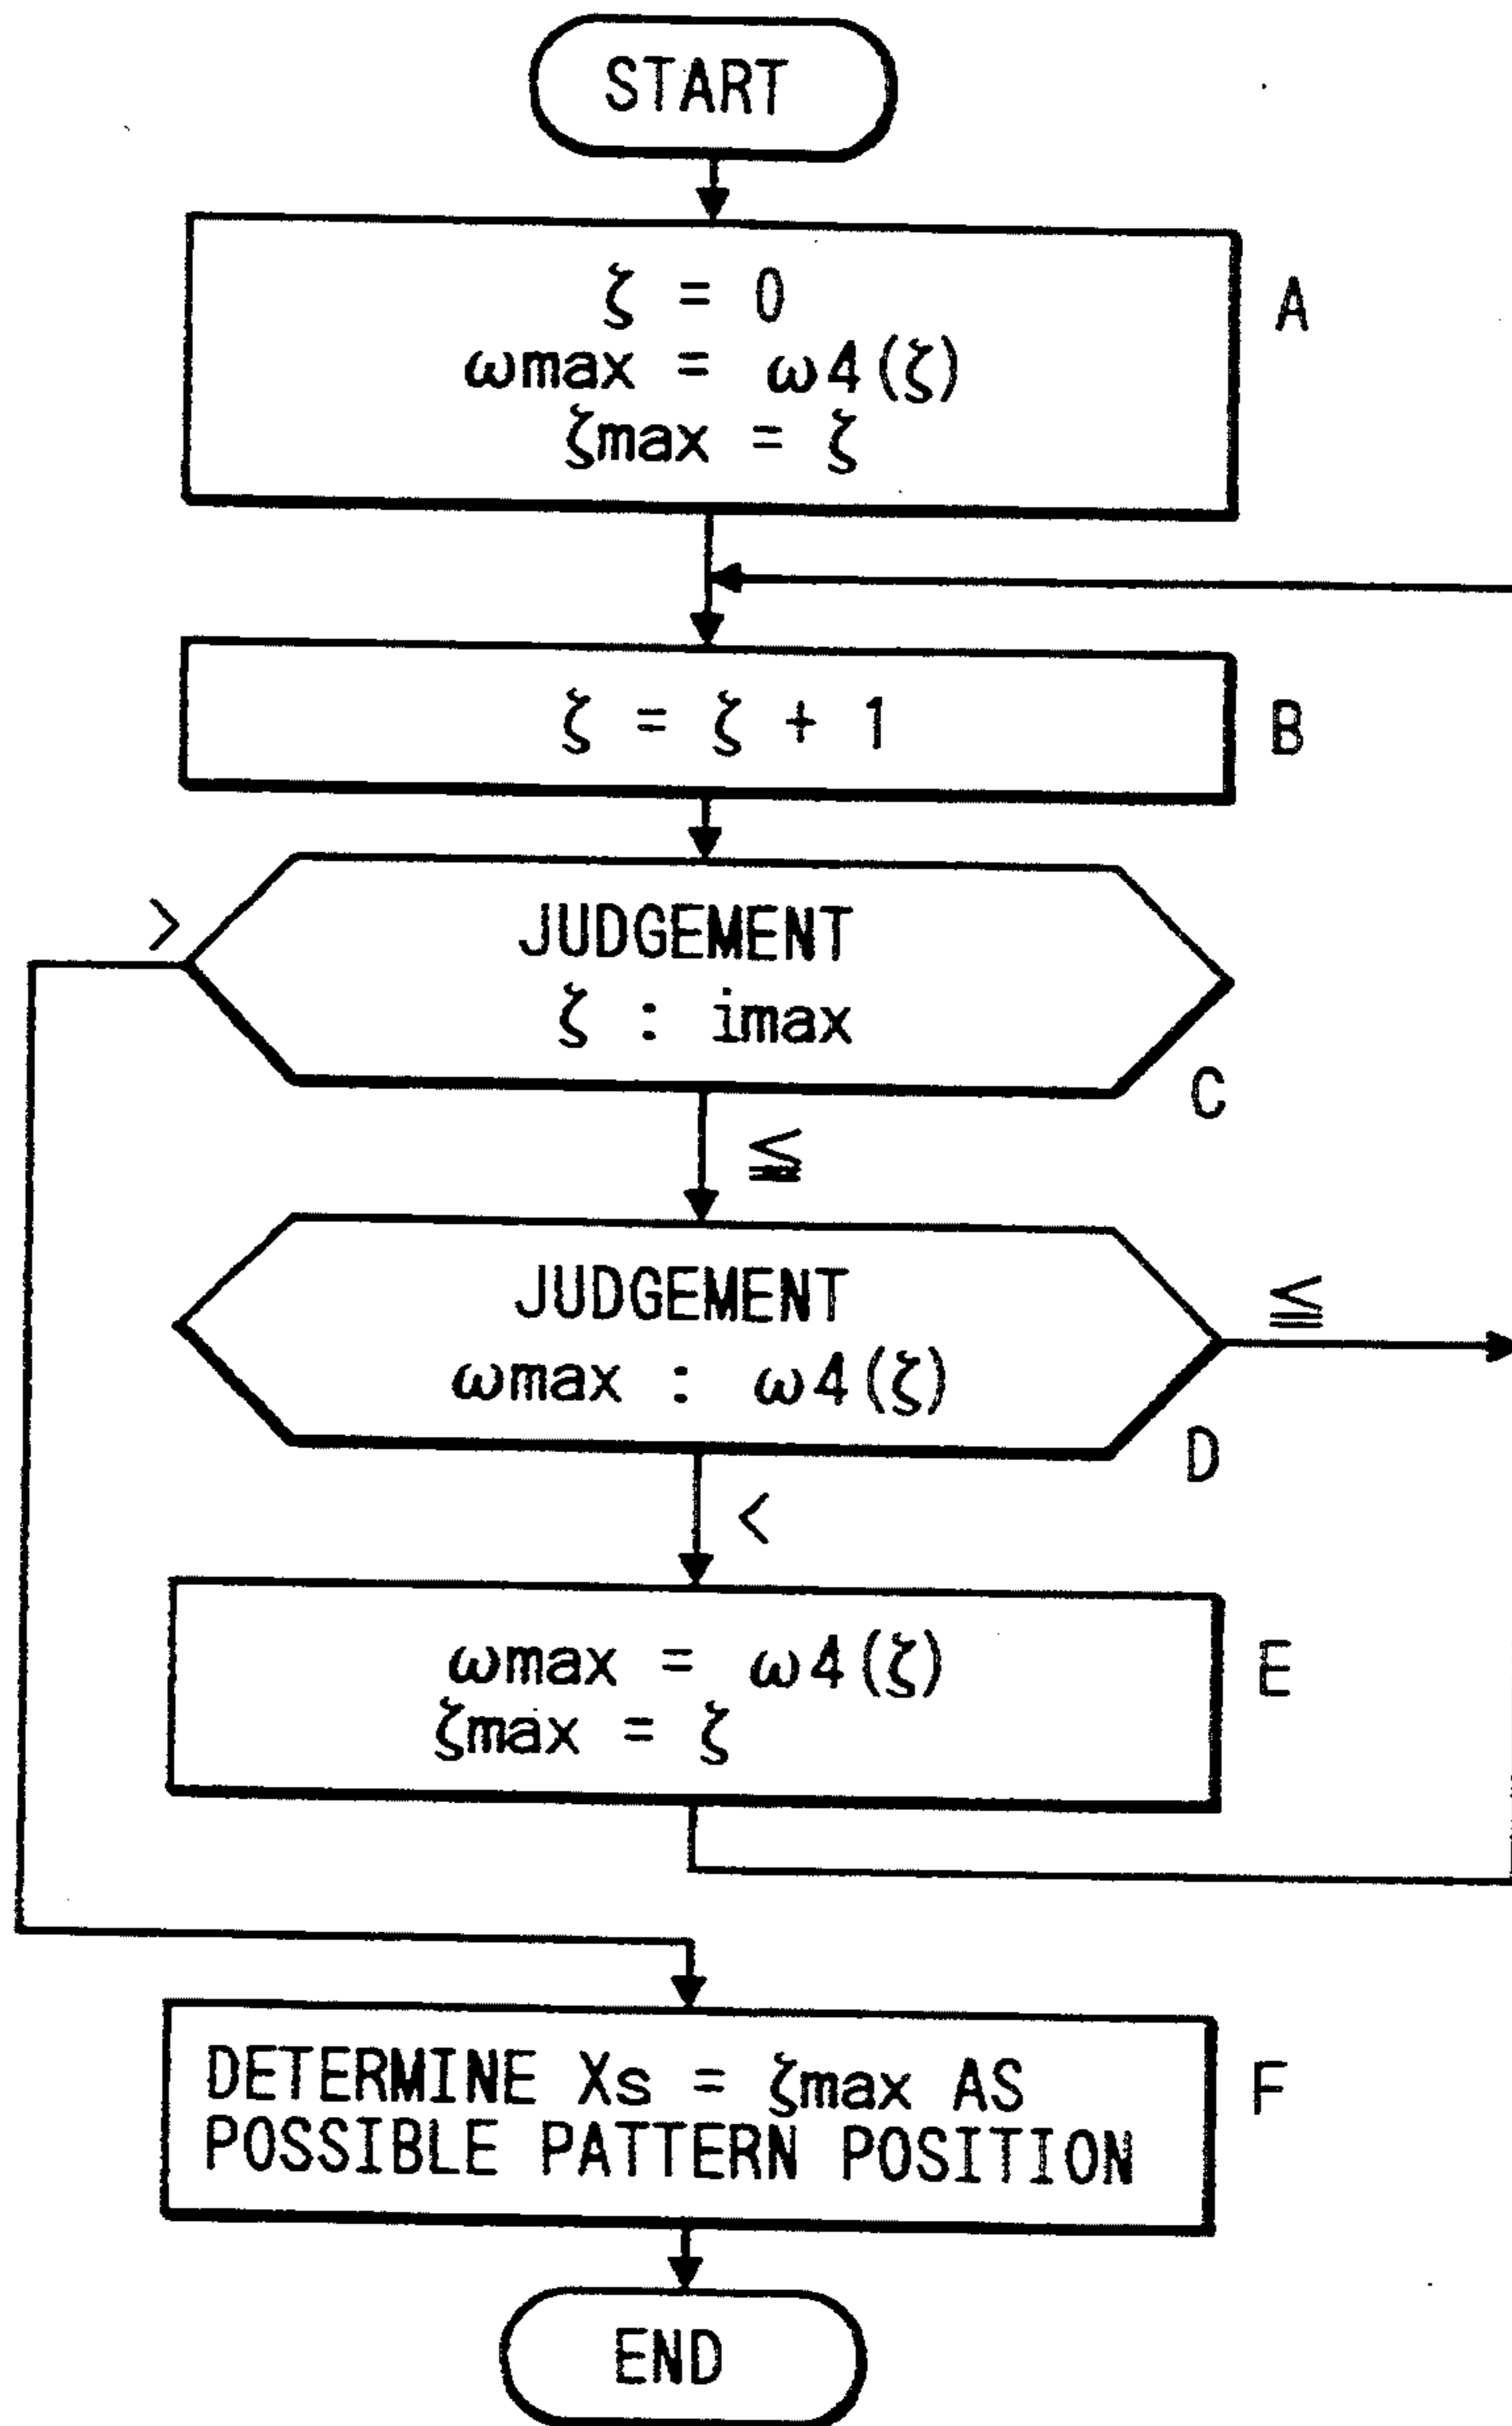 START
ζ = 0
ωmax = ω4(ζ)
ζmax = ζ
A
ζ = ζ + 1
B
>
JUDGEMENT
ζ : imax
C
≦
JUDGEMENT
ωmax : ω4(ζ)
≦
D
<
ωmax = ω4(ζ)
ζmax = ζ
E
DETERMINE Xs = ζmax AS
POSSIBLE PATTERN POSITION
F
END